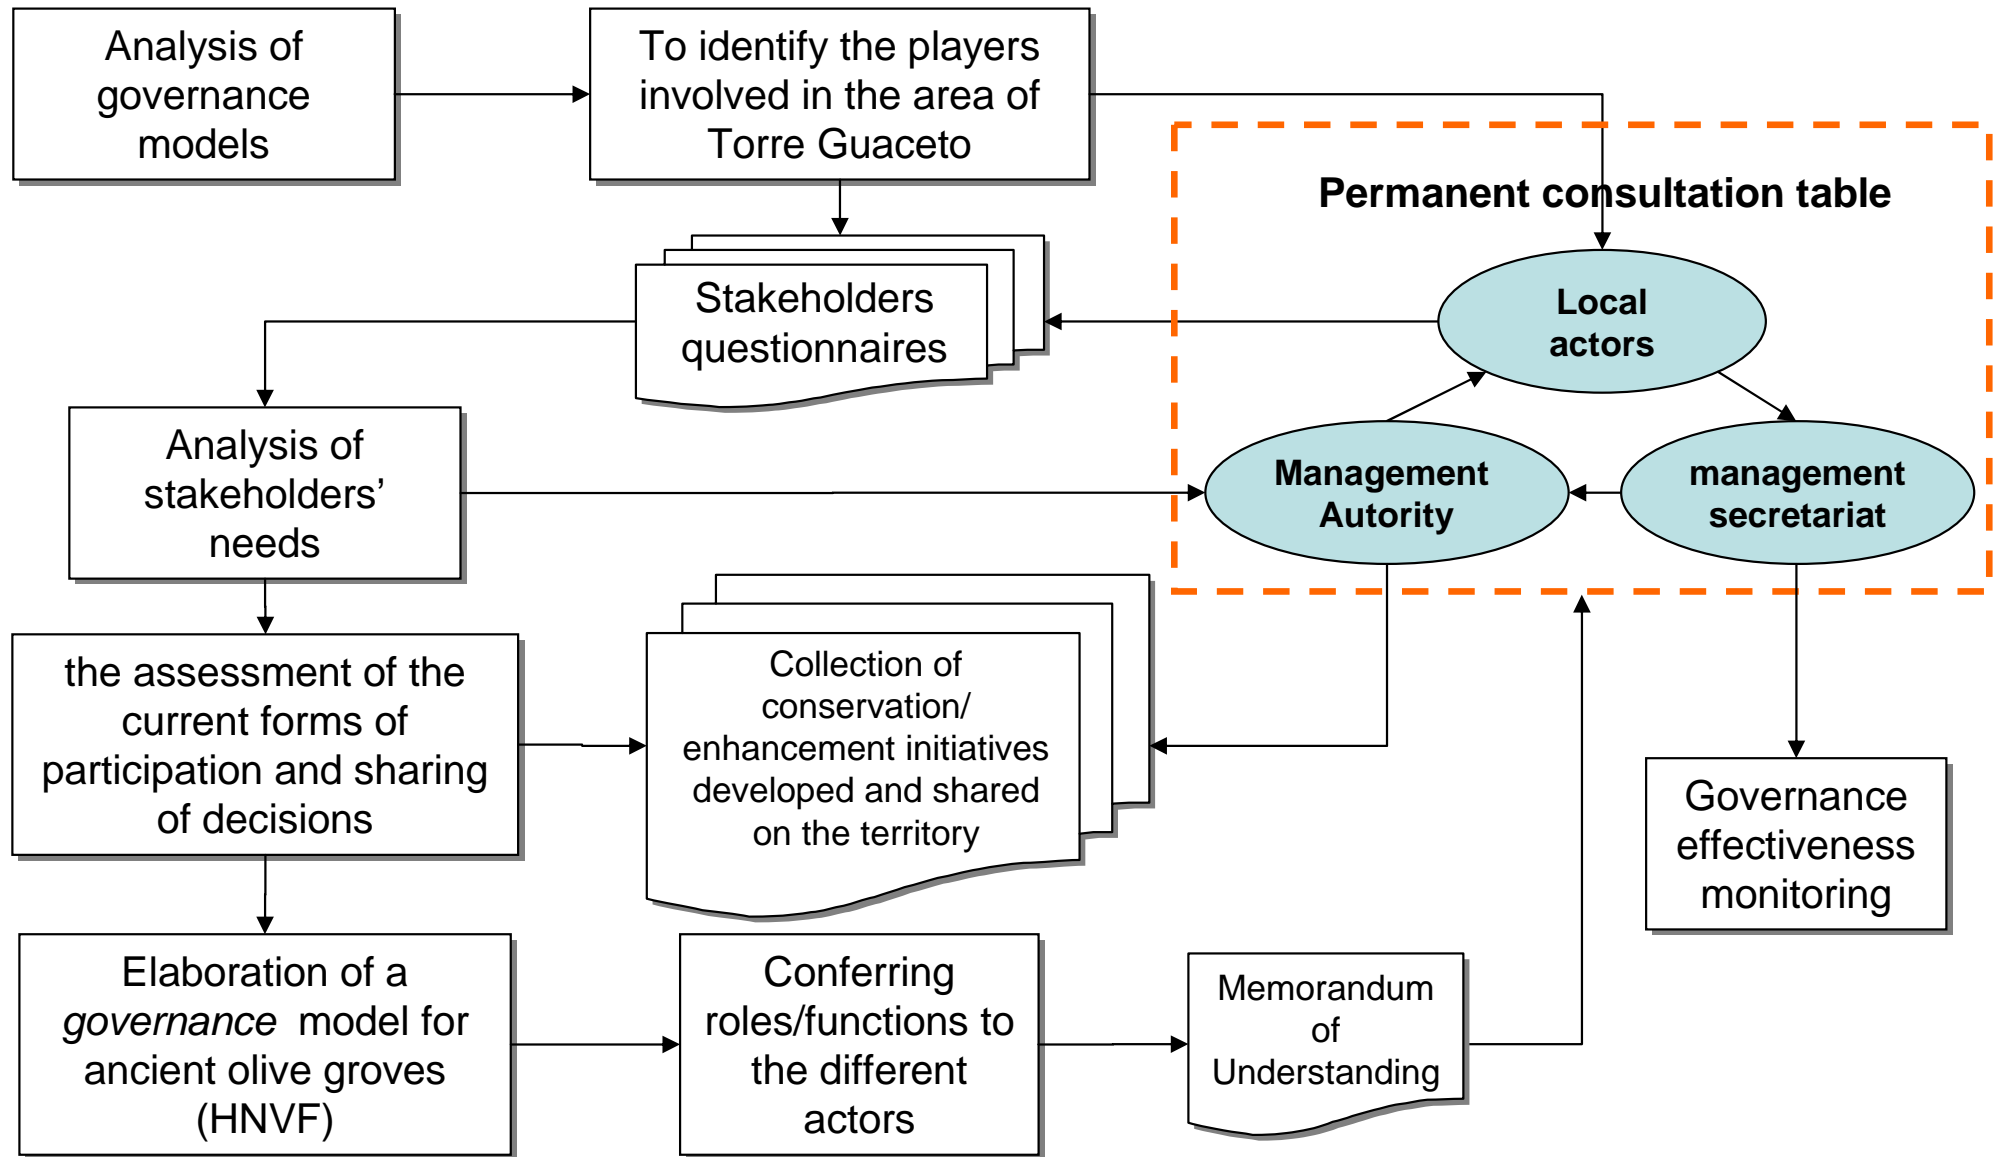 Analysis of
governance
models
To identify the players
involved in the area of
Torre Guaceto
Permanent consultation table
Stakeholders
questionnaires
Local
actors
Analysis of
stakeholders’
needs
Management
Autority
management
secretariat
the assessment of the
current forms of
participation and sharing
of decisions
Collection of
conservation/
enhancement initiatives
developed and shared
on the territory
Governance
effectiveness
monitoring
Elaboration of a
governance model for
ancient olive groves
(HNVF)
Conferring
roles/functions to
the different
actors
Memorandum
of
Understanding